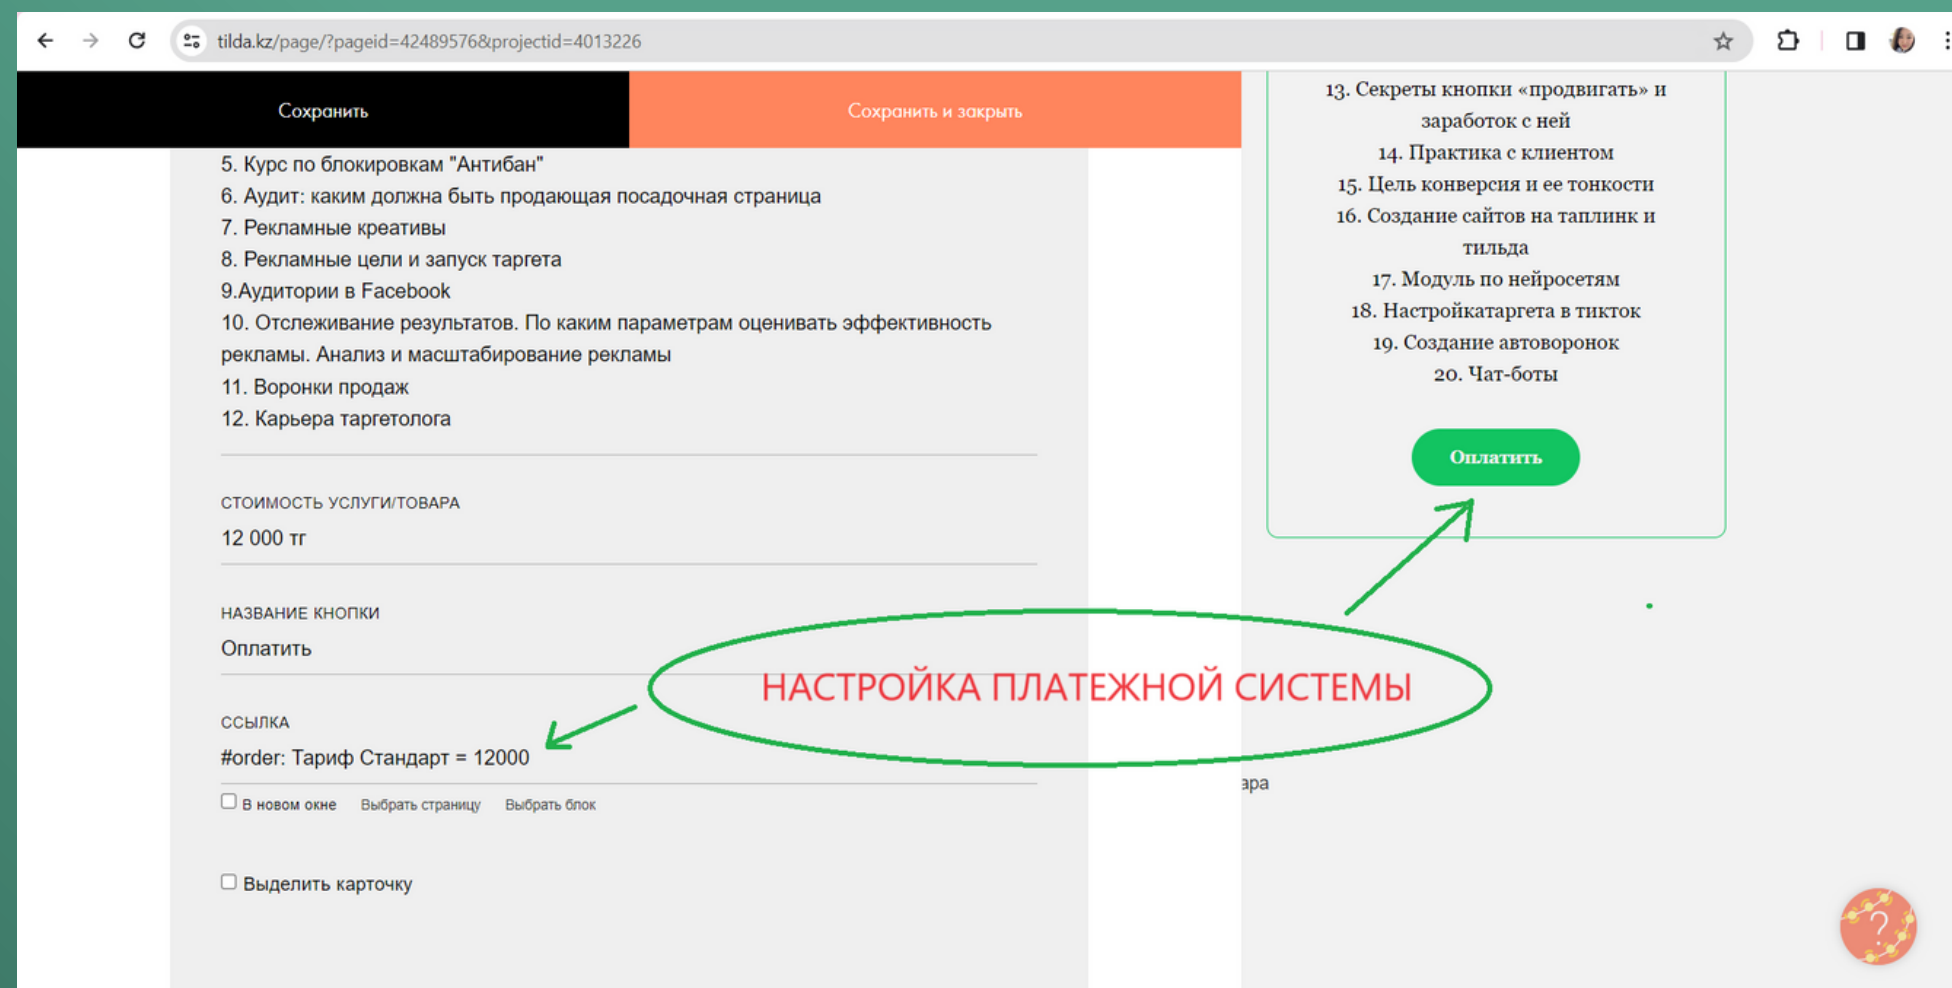 tilda.kz/page/?pageid=42489576&projectid=4013226
Сохранить
Сохранить и закрыть
5. Курс по блокировкам "Антибан"
6. Аудит: каким должна быть продающая посадочная страница
7. Рекламные креативы
8. Рекламные цели и запуск таргета
9.Аудитории в Facebook
10. Отслеживание результатов. По каким параметрам оценивать эффективность
рекламы. Анализ и масштабирование рекламы
11. Воронки продаж
12. Карьера таргетолога
СТОИМОСТЬ УСЛУГИ/ТОВАРА
12 000 тг
НАЗВАНИЕ КНОПКИ
Оплатить
ССЫЛКА
#order: Тариф Стандарт = 12000
В новом окне Выбрать страницу Выбрать блок
Выделить карточку
НАСТРОЙКА ПЛАТЕЖНОЙ СИСТЕМЫ
13. Секреты кнопки «продвигать» и
заработок с ней
14. Практика с клиентом
15. Цель конверсия и ее тонкости
16. Создание сайтов на таплинк и
тильда
17. Модуль по нейросетям
18. Настройкатаргета в тикток
19. Создание автоворонок
20. Чат-боты
Оплатить
ара
?